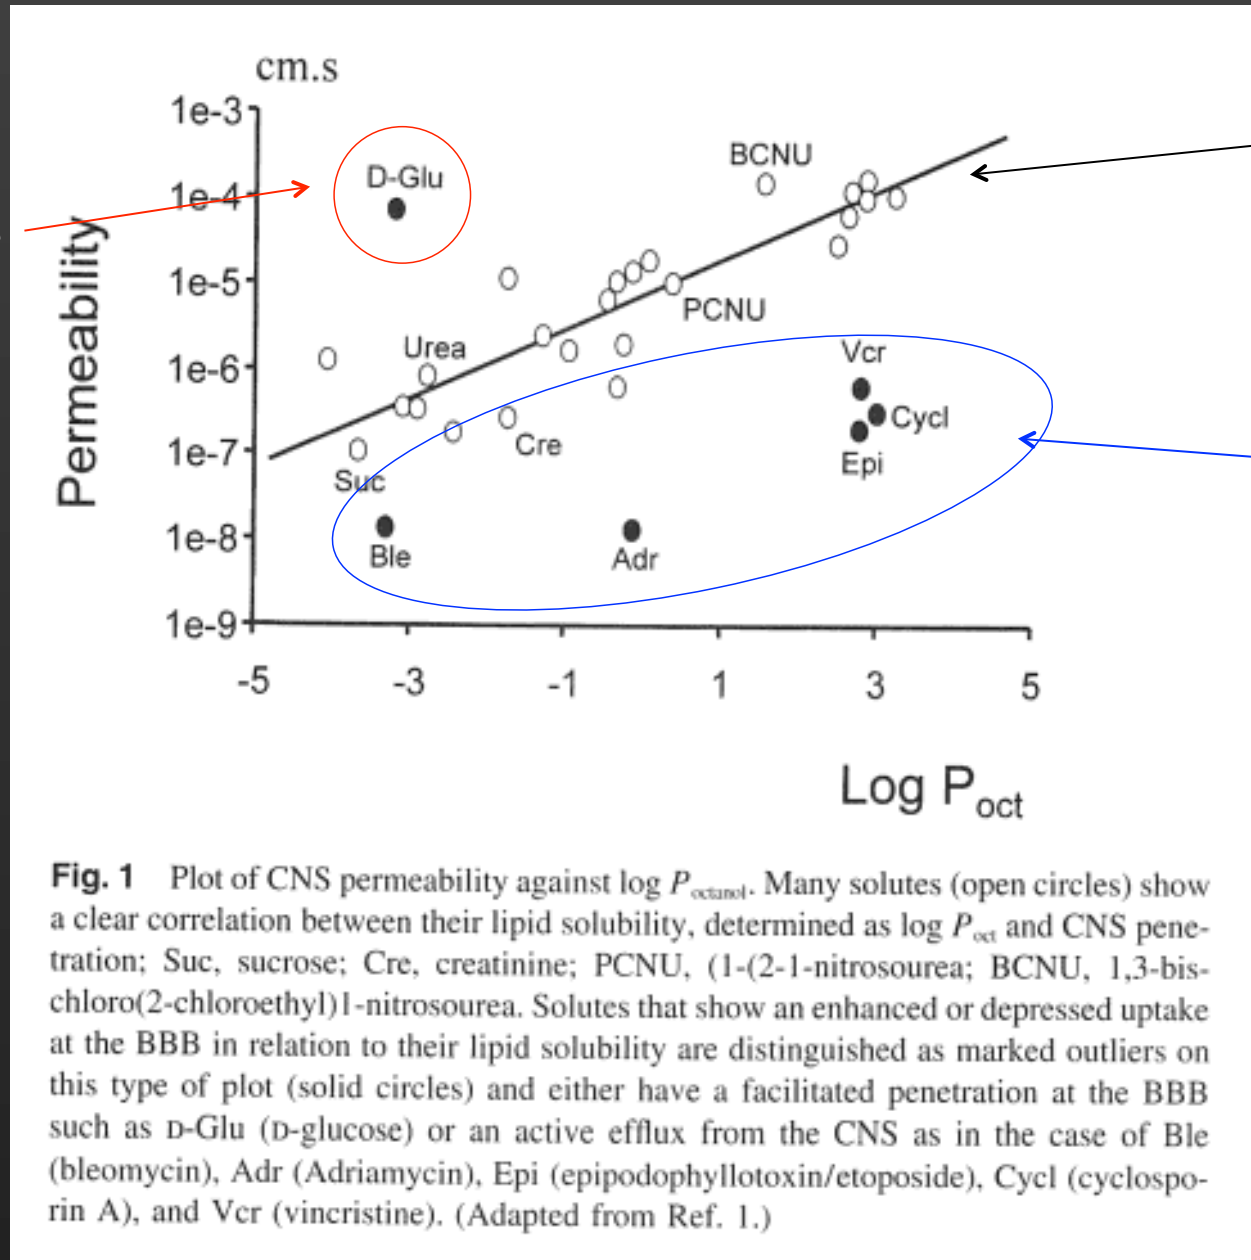 cm.s
1e-3
1e-4
1e-5
1e-6
1e-7
1e-8
1e-9
Permeability
D-Glu
BCNU
PCNU
Urea
Vcr
Cycl
Epi
Cre
Suc
Ble
Adr
-5 -3 -1 1 3 5
Log Poct
Fig. 1 Plot of CNS permeability against log Poctanol. Many solutes (open circles) show
a clear correlation between their lipid solubility, determined as log Poct and CNS pene-
tration; Suc, sucrose; Cre, creatinine; PCNU, (1-(2-1-nitrosourea; BCNU, 1,3-bis-
chloro(2-chloroethyl)1-nitrosourea. Solutes that show an enhanced or depressed uptake
at the BBB in relation to their lipid solubility are distinguished as marked outliers on
this type of plot (solid circles) and either have a facilitated penetration at the BBB
such as D-Glu (D-glucose) or an active efflux from the CNS as in the case of Ble
(bleomycin), Adr (Adriamycin), Epi (epipodophyllotoxin/etoposide), Cycl (cyclospo-
rin A), and Vcr (vincristine). (Adapted from Ref. 1.)